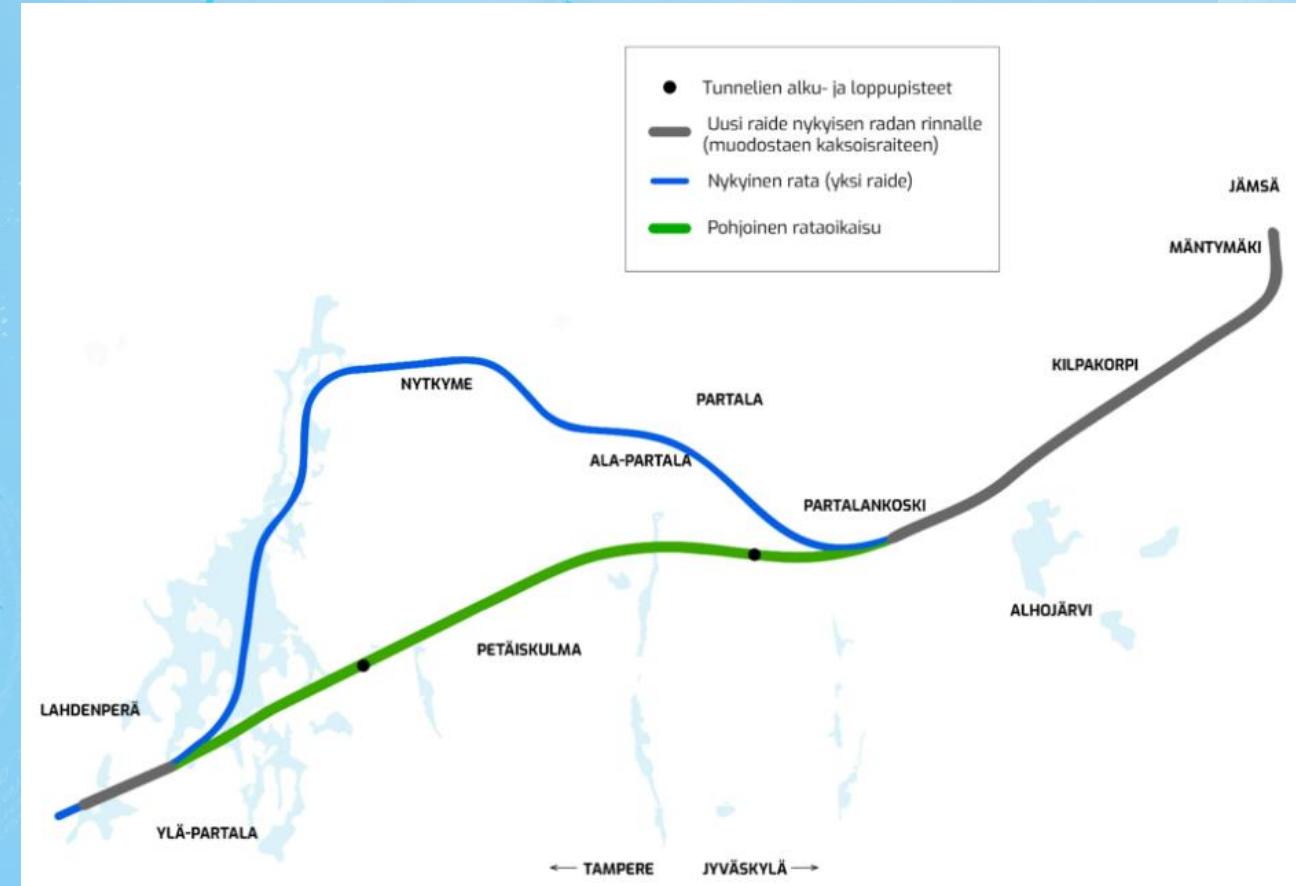 Tunnelien alku- ja loppupisteet
Uusi raide nykyisen radan rinnalle
(muodostaen kaksoisraiteen)
Nykyinen rata (yksi raide)
Pohjoinen rataoikaisu
JÄMSÄ
MÄNTYMÄKI
KILPAKORPI
NYTKYME
PARTALA
ALA-PARTALA
PARTALANKOSKI
ALHOJÄRVI
PETÄISKULMA
LAHDENPERÄ
YLÄ-PARTALA
← TAMPERE JYVÄSKYLÄ →